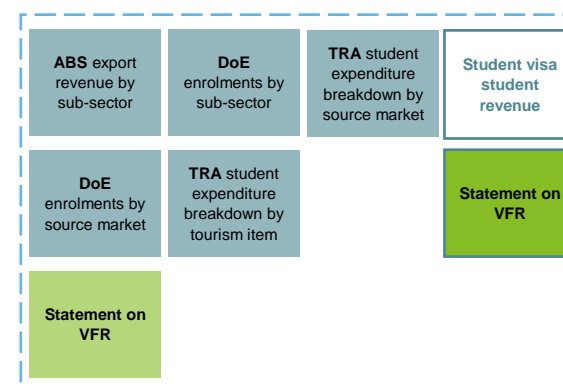 ABS export
revenue by
sub-sector
DoE
enrolments by
sub-sector
TRA student
expenditure
breakdown by
source market
Student visa
student
revenue
DoE
enrolments by
source market
TRA student
expenditure
breakdown by
tourism item
Statement on
VFR
Statement on
VFR